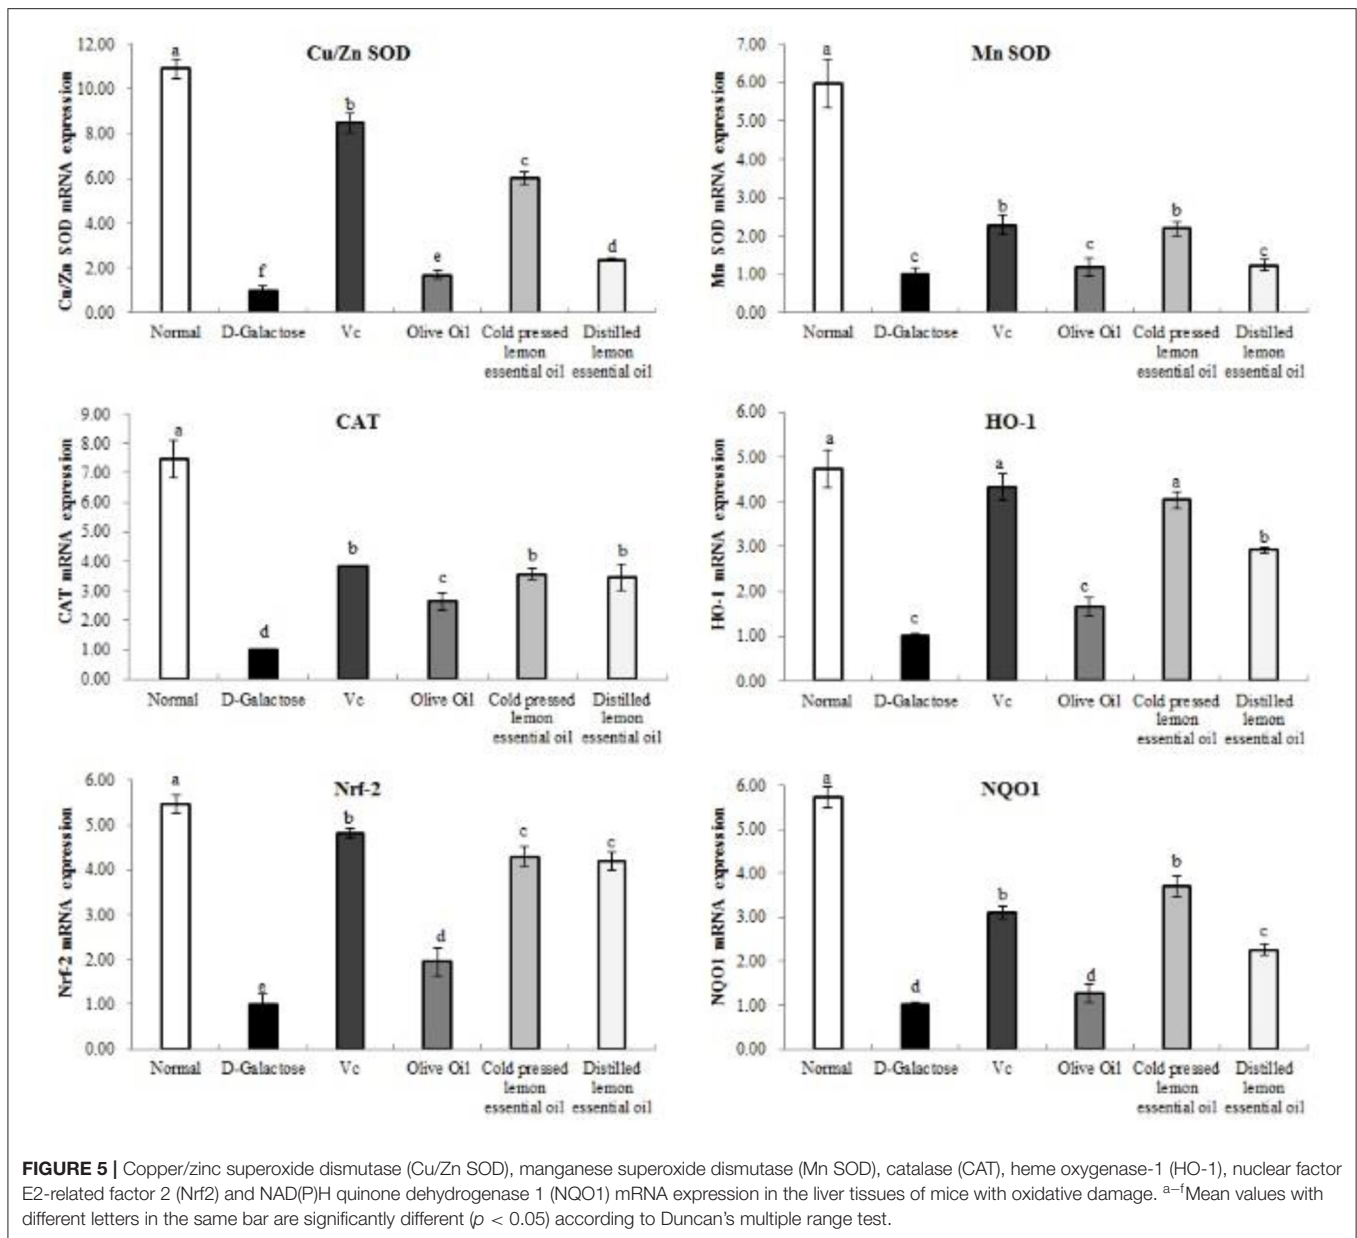 Cu/Zn SOD
Cu/Zn SOD mRNA expression
12.00
10.00
8.00
6.00
4.00
2.00
0.00
a
f
b
e
c
d
Normal D-Galactose Vc Olive Oil Cold pressed Distilled
lemon lemon
essential oil essential oil
Mn SOD
Mn SOD mRNA expression
7.00
6.00
5.00
4.00
3.00
2.00
1.00
0.00
a
c
b
c
b
c
Normal D-Galactose Vc Olive Oil Cold pressed Distilled
lemon lemon
essential oil essential oil
CAT
CAT mRNA expression
9.00
8.00
7.00
6.00
5.00
4.00
3.00
2.00
1.00
0.00
a
d
b
c
b
b
Normal D-Galactose Vc Olive Oil Cold pressed Distilled
lemon lemon
essential oil essential oil
HO-1
HO-1 mRNA expression
6.00
5.00
4.00
3.00
2.00
1.00
0.00
a
c
a
c
a
b
Normal D-Galactose Vc Olive Oil Cold pressed Distilled
lemon lemon
essential oil essential oil
Nrf-2
Nrf-2 mRNA expression
6.00
5.00
4.00
3.00
2.00
1.00
0.00
a
e
b
d
c
c
Normal D-Galactose Vc Olive Oil Cold pressed Distilled
lemon lemon
essential oil essential oil
NQO1
NQO1 mRNA expression
6.00
5.00
4.00
3.00
2.00
1.00
0.00
a
d
b
d
b
c
Normal D-Galactose Vc Olive Oil Cold pressed Distilled
lemon lemon
essential oil essential oil
FIGURE 5 | Copper/zinc superoxide dismutase (Cu/Zn SOD), manganese superoxide dismutase (Mn SOD), catalase (CAT), heme oxygenase-1 (HO-1), nuclear factor
E2-related factor 2 (Nrf2) and NAD(P)H quinone dehydrogenase 1 (NQO1) mRNA expression in the liver tissues of mice with oxidative damage. a–fMean values with
different letters in the same bar are significantly different (p < 0.05) according to Duncan's multiple range test.